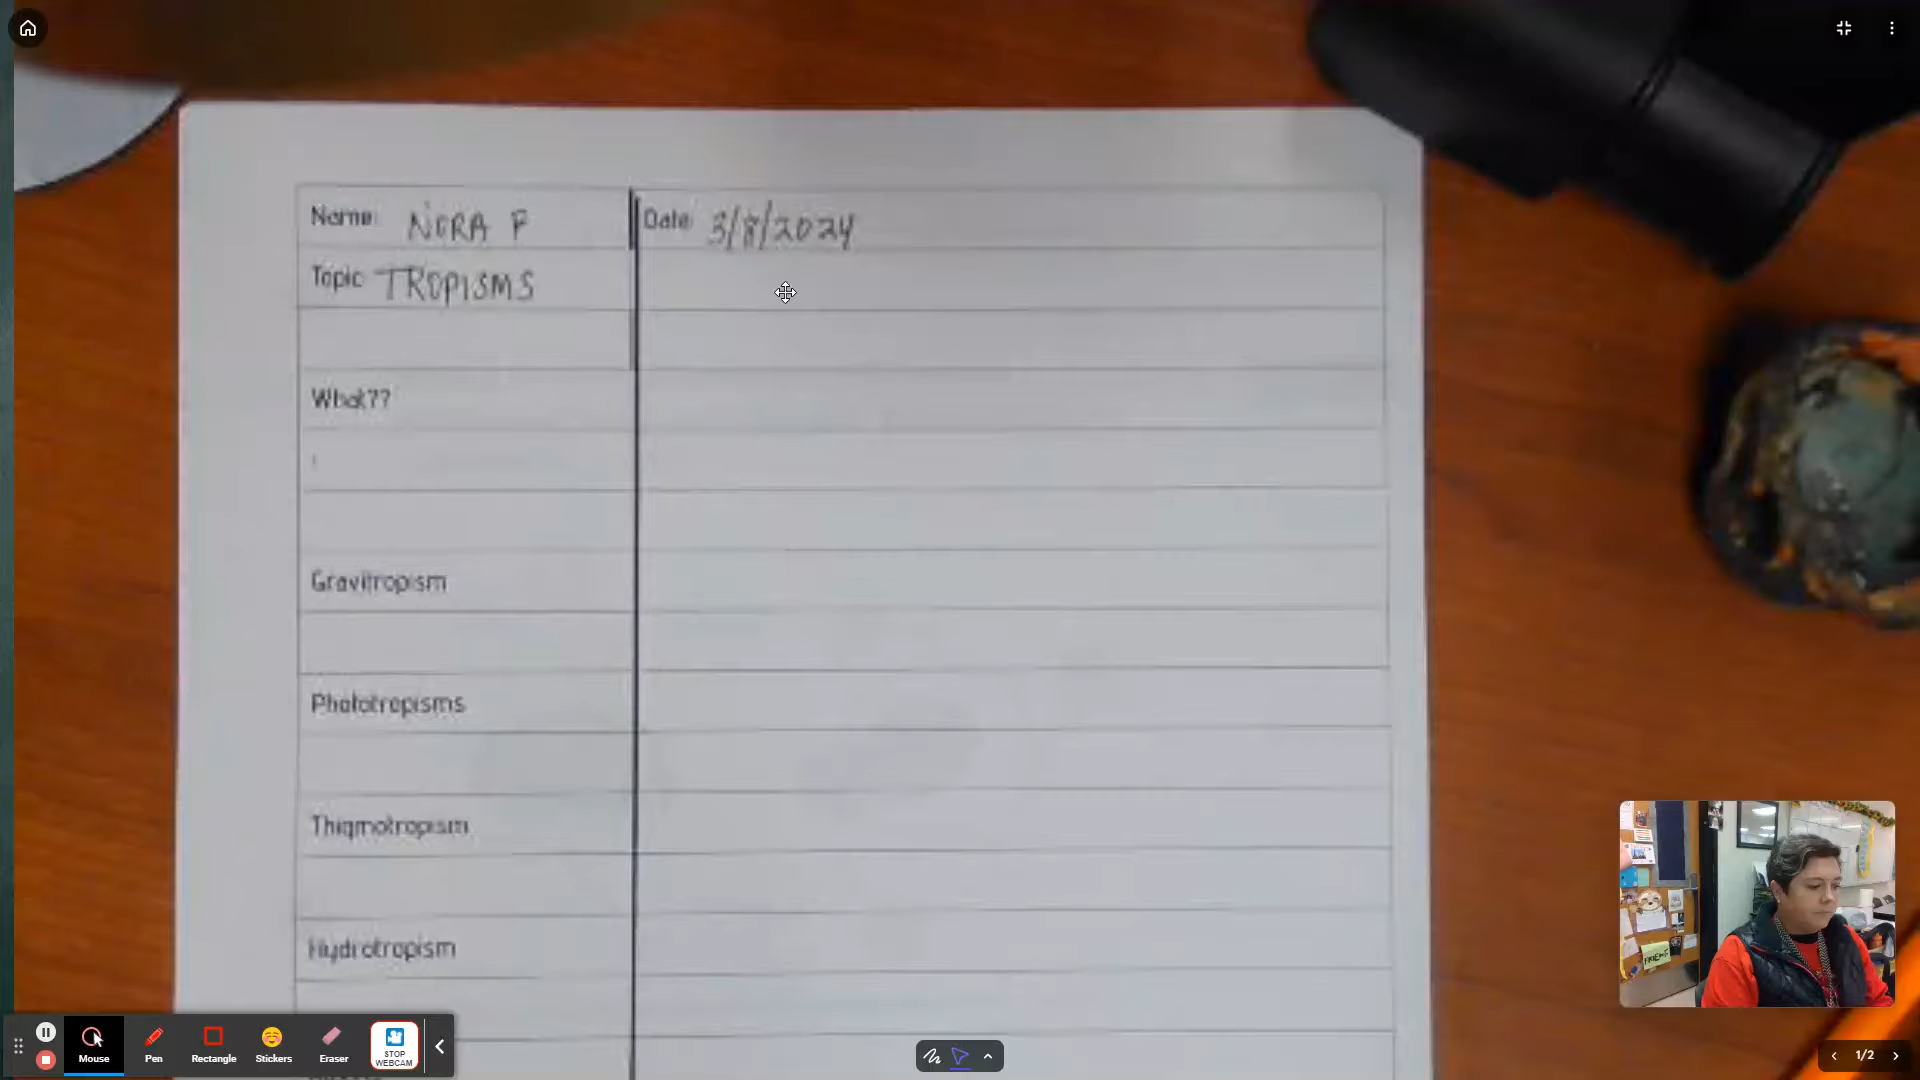 Name: NORA F Date: 3/8/2024
Topic: TROPISMS
What??
Gravitropism
Phototropisms
Thigmotropism
Hydrotropism
FRIENDS
Mouse
Pen
Rectangle
Stickers
Eraser
STOP
WEBCAM
1/2